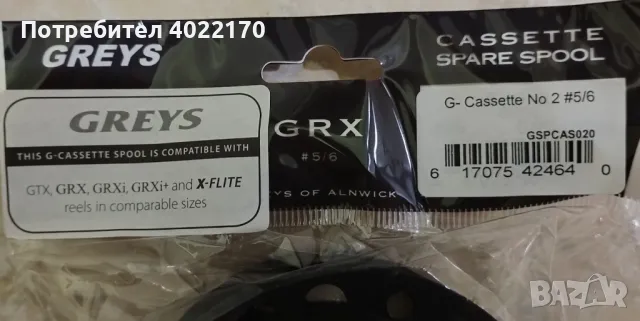 Потребител 4022170
GREYS
CASSETTE
SPARE SPOOL
GREYS
THIS G-CASSETTE SPOOL IS COMPATIBLE WITH
GTX, GRX, GRXi, GRXi+ and X-FLITE
reels in comparable sizes
GRX
#5/6
YS OF ALNWICK
G- Cassette No 2 #5/6
GSPCAS020
6 17075 42464 0
BAZAR